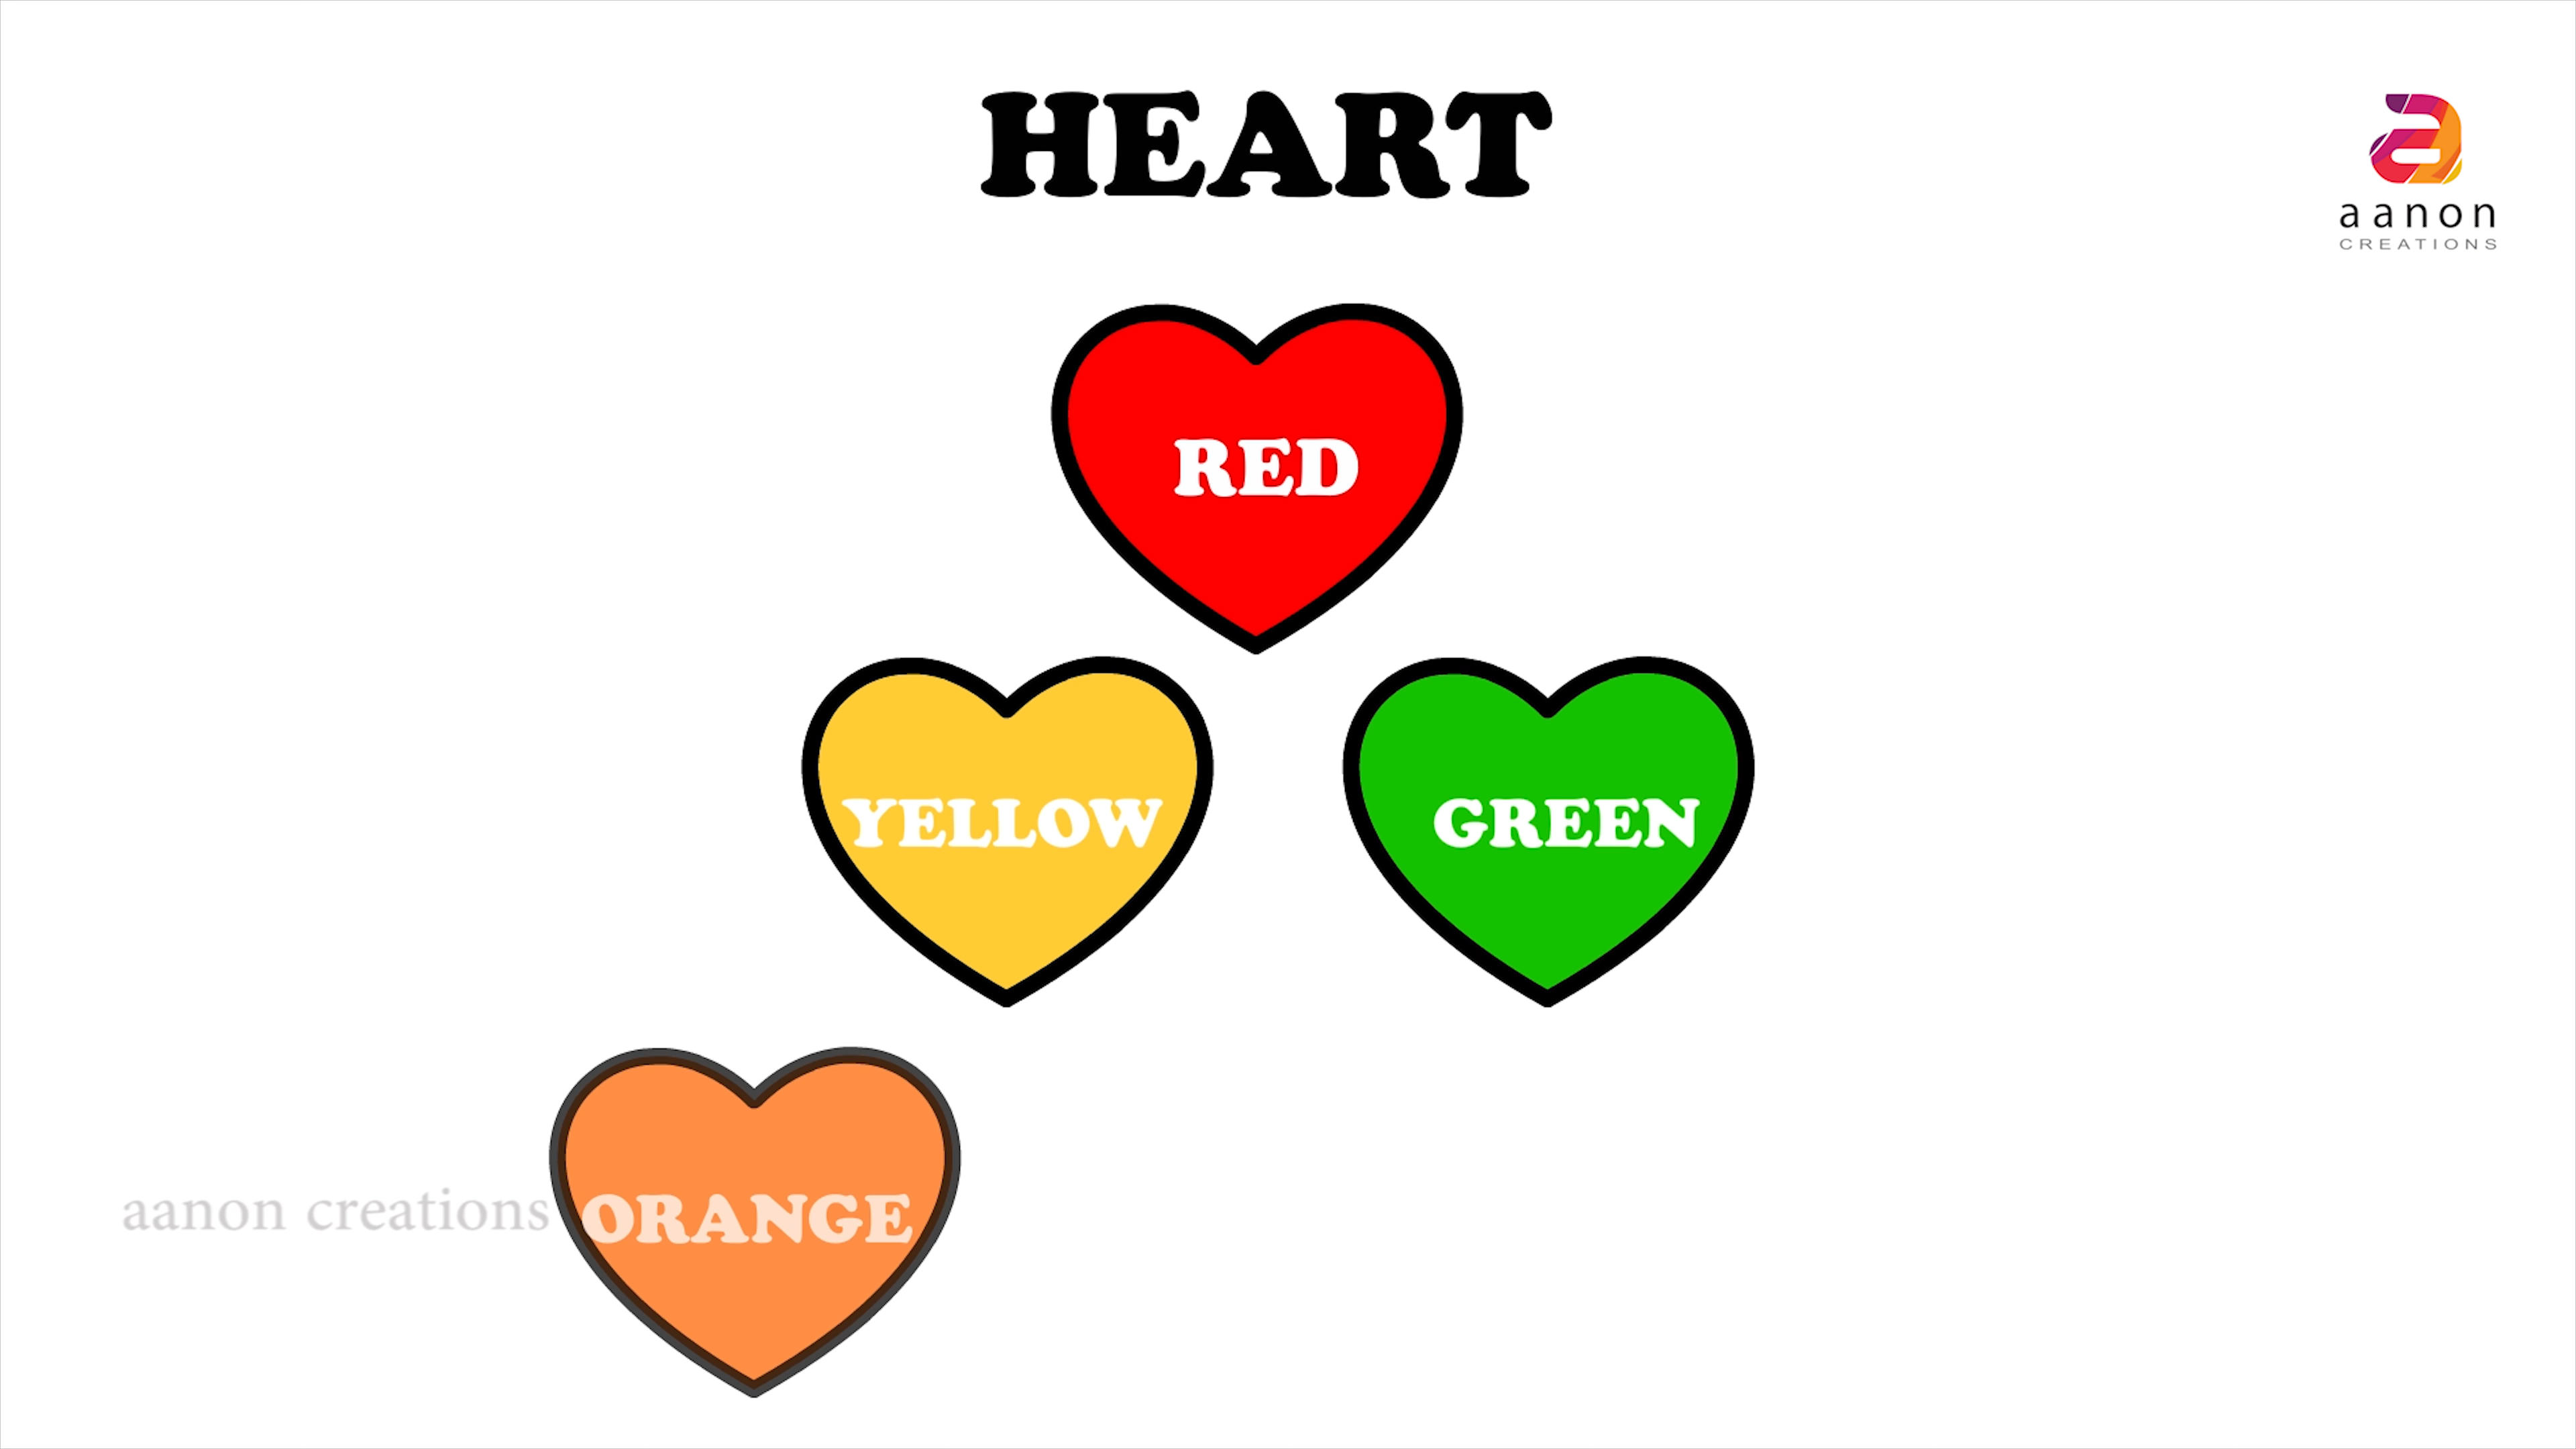 HEART
aanon
CREATIONS
RED
YELLOW
GREEN
aanon creations
ORANGE